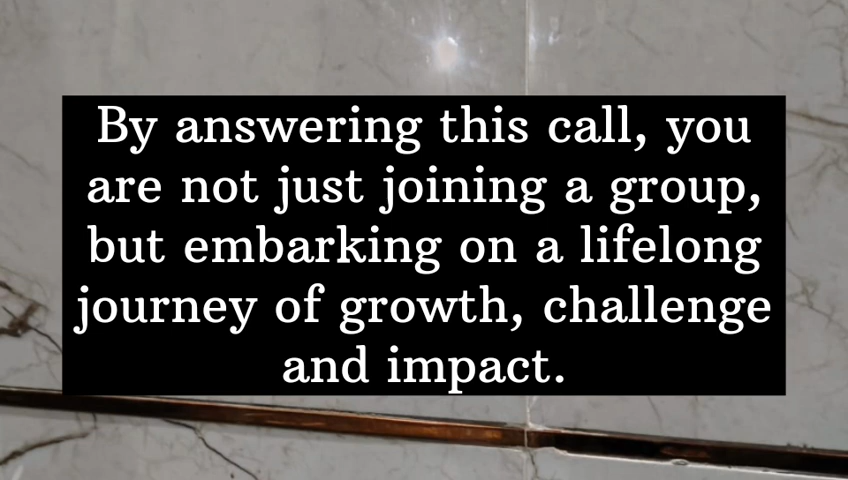 By answering this call, you
are not just joining a group,
but embarking on a lifelong
journey of growth, challenge
and impact.